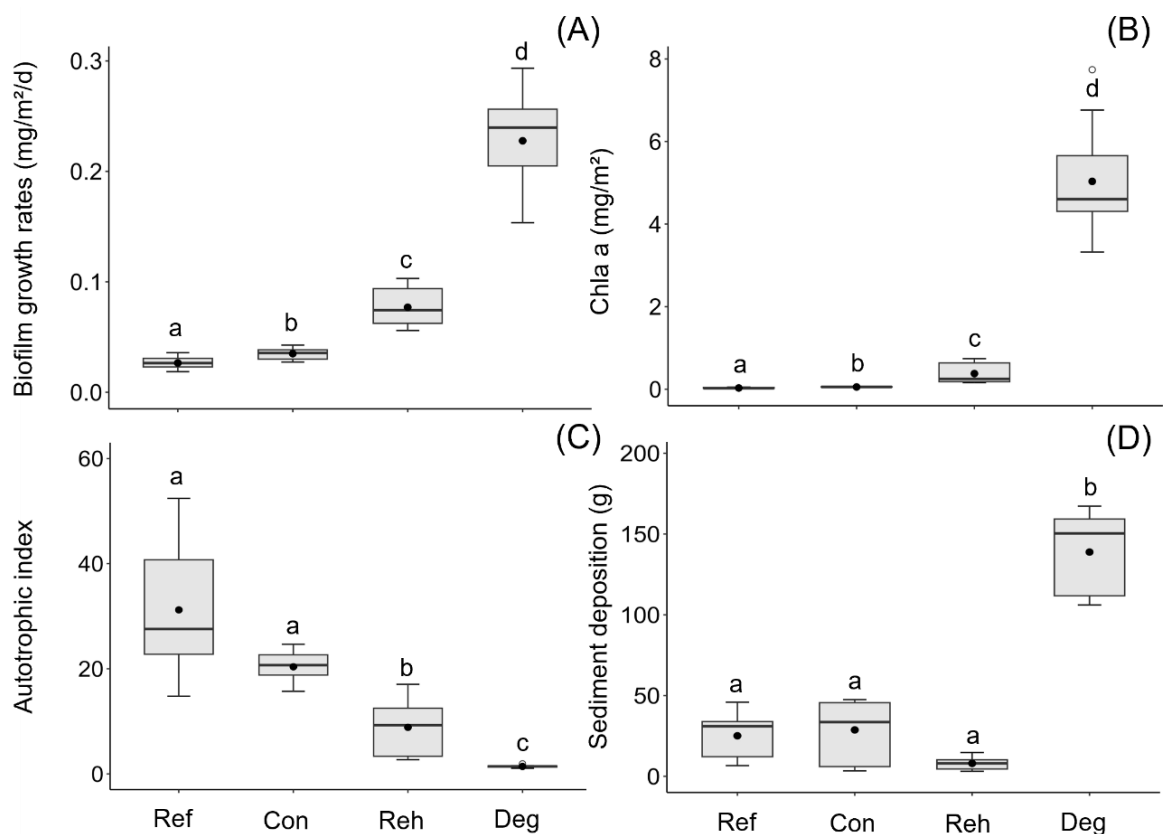 (A)
Biofilm growth rates (mg/m²/d)
0.3
0.2
0.1
0.0
a
b
c
d
(B)
Chla a (mg/m²)
8
6
4
2
0
a
b
c
d
(C)
Autotrophic index
60
40
20
0
a
a
b
c
Ref
Con
Reh
Deg
(D)
Sediment deposition (g)
200
150
100
50
0
a
a
a
b
Ref
Con
Reh
Deg